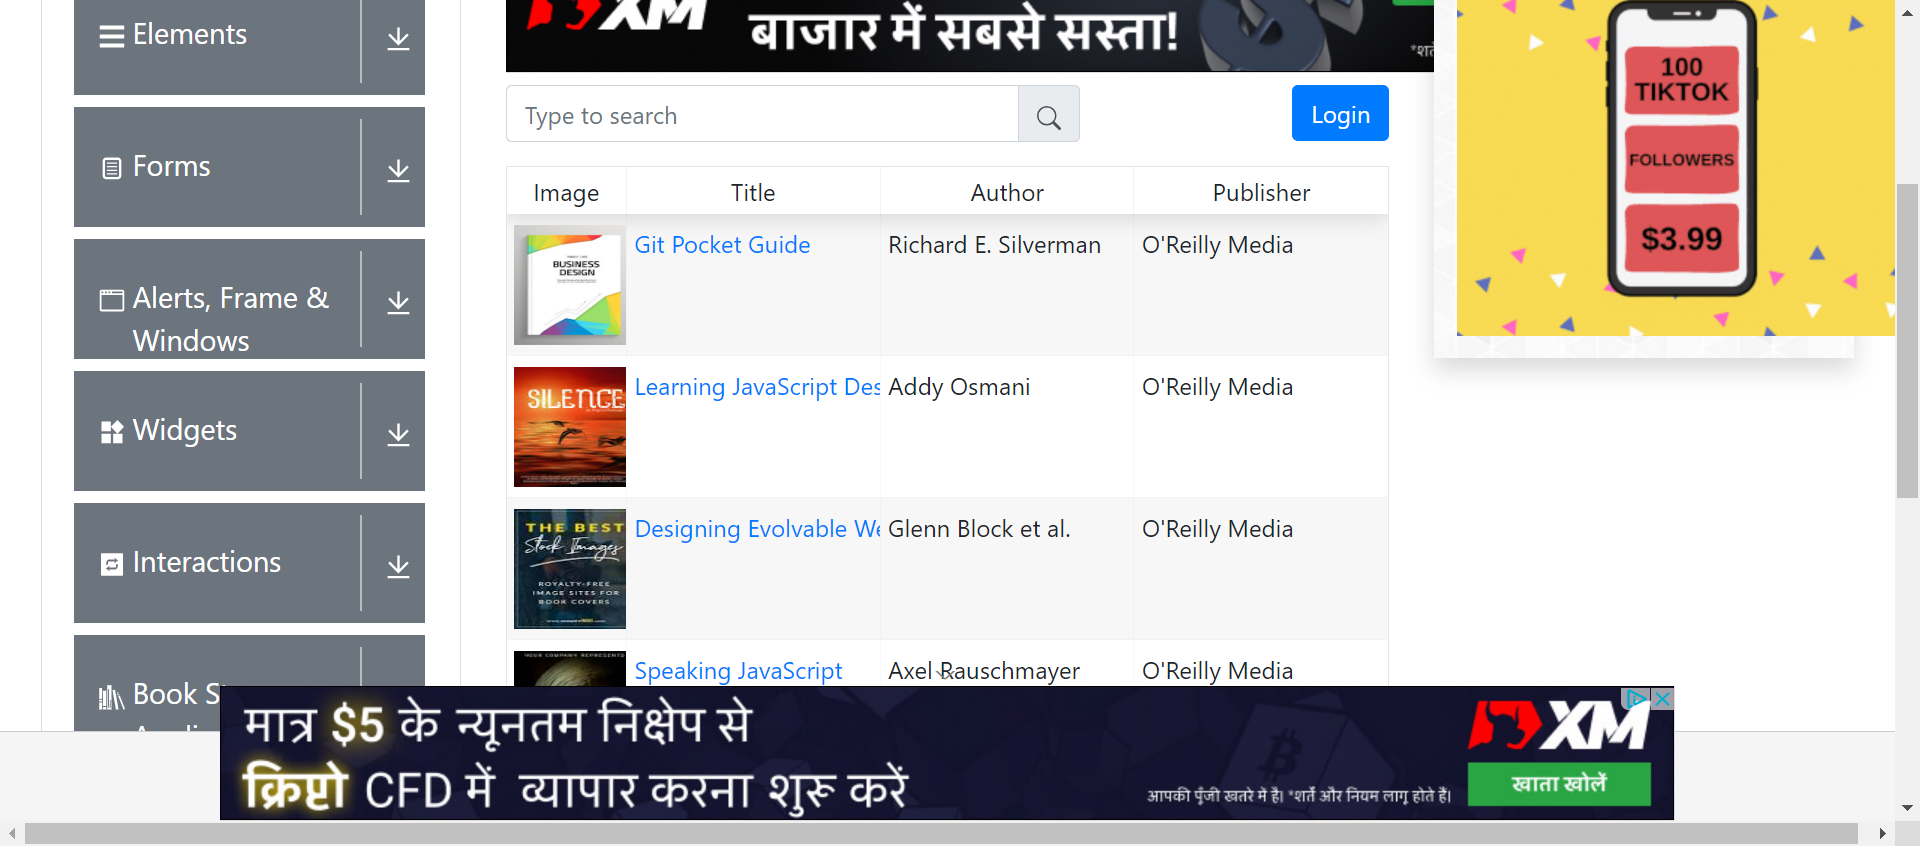 Elements
Forms
Alerts, Frame &
Windows
Widgets
Interactions
Book S
XM
बाजार में सबसे सस्ता!
*शर्ते
Type to search
Login
Image Title Author Publisher
BUSINESS
DESIGN
Git Pocket Guide Richard E. Silverman O'Reilly Media
SILENCE
Learning JavaScript Des Addy Osmani O'Reilly Media
THE BEST
Stock Images
ROYALTY-FREE
IMAGE SITES FOR
BOOK COVERS
Designing Evolvable We Glenn Block et al. O'Reilly Media
YOUR COMPANY REPRESENTS
Speaking JavaScript Axel Rauschmayer O'Reilly Media
100
TIKTOK
FOLLOWERS
$3.99
मात्र $5 के न्यूनतम निक्षेप से
क्रिप्टो CFD में व्यापार करना शुरू करें
आपकी पूँजी खतरे में है। *शर्तें और नियम लागू होते हैं।
XM
खाता खोलें